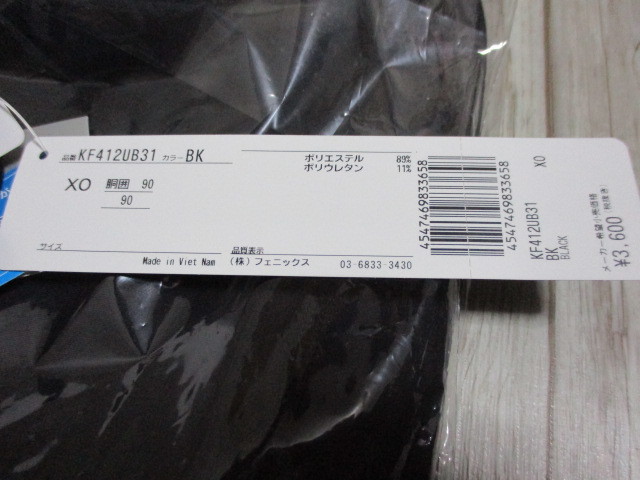 品番 KF412UB31 カラー BK
XO 胴囲 90
90
サイズ
Made in Viet Nam
ポリエステル 89%
ポリウレタン 11%
品質表示
(株)フェニックス 03-6833-3430
4547469833658
4547469833658
XO
KF412UB31
BK
BLACK
メーカー希望小売価格
¥3,600 (税抜き)